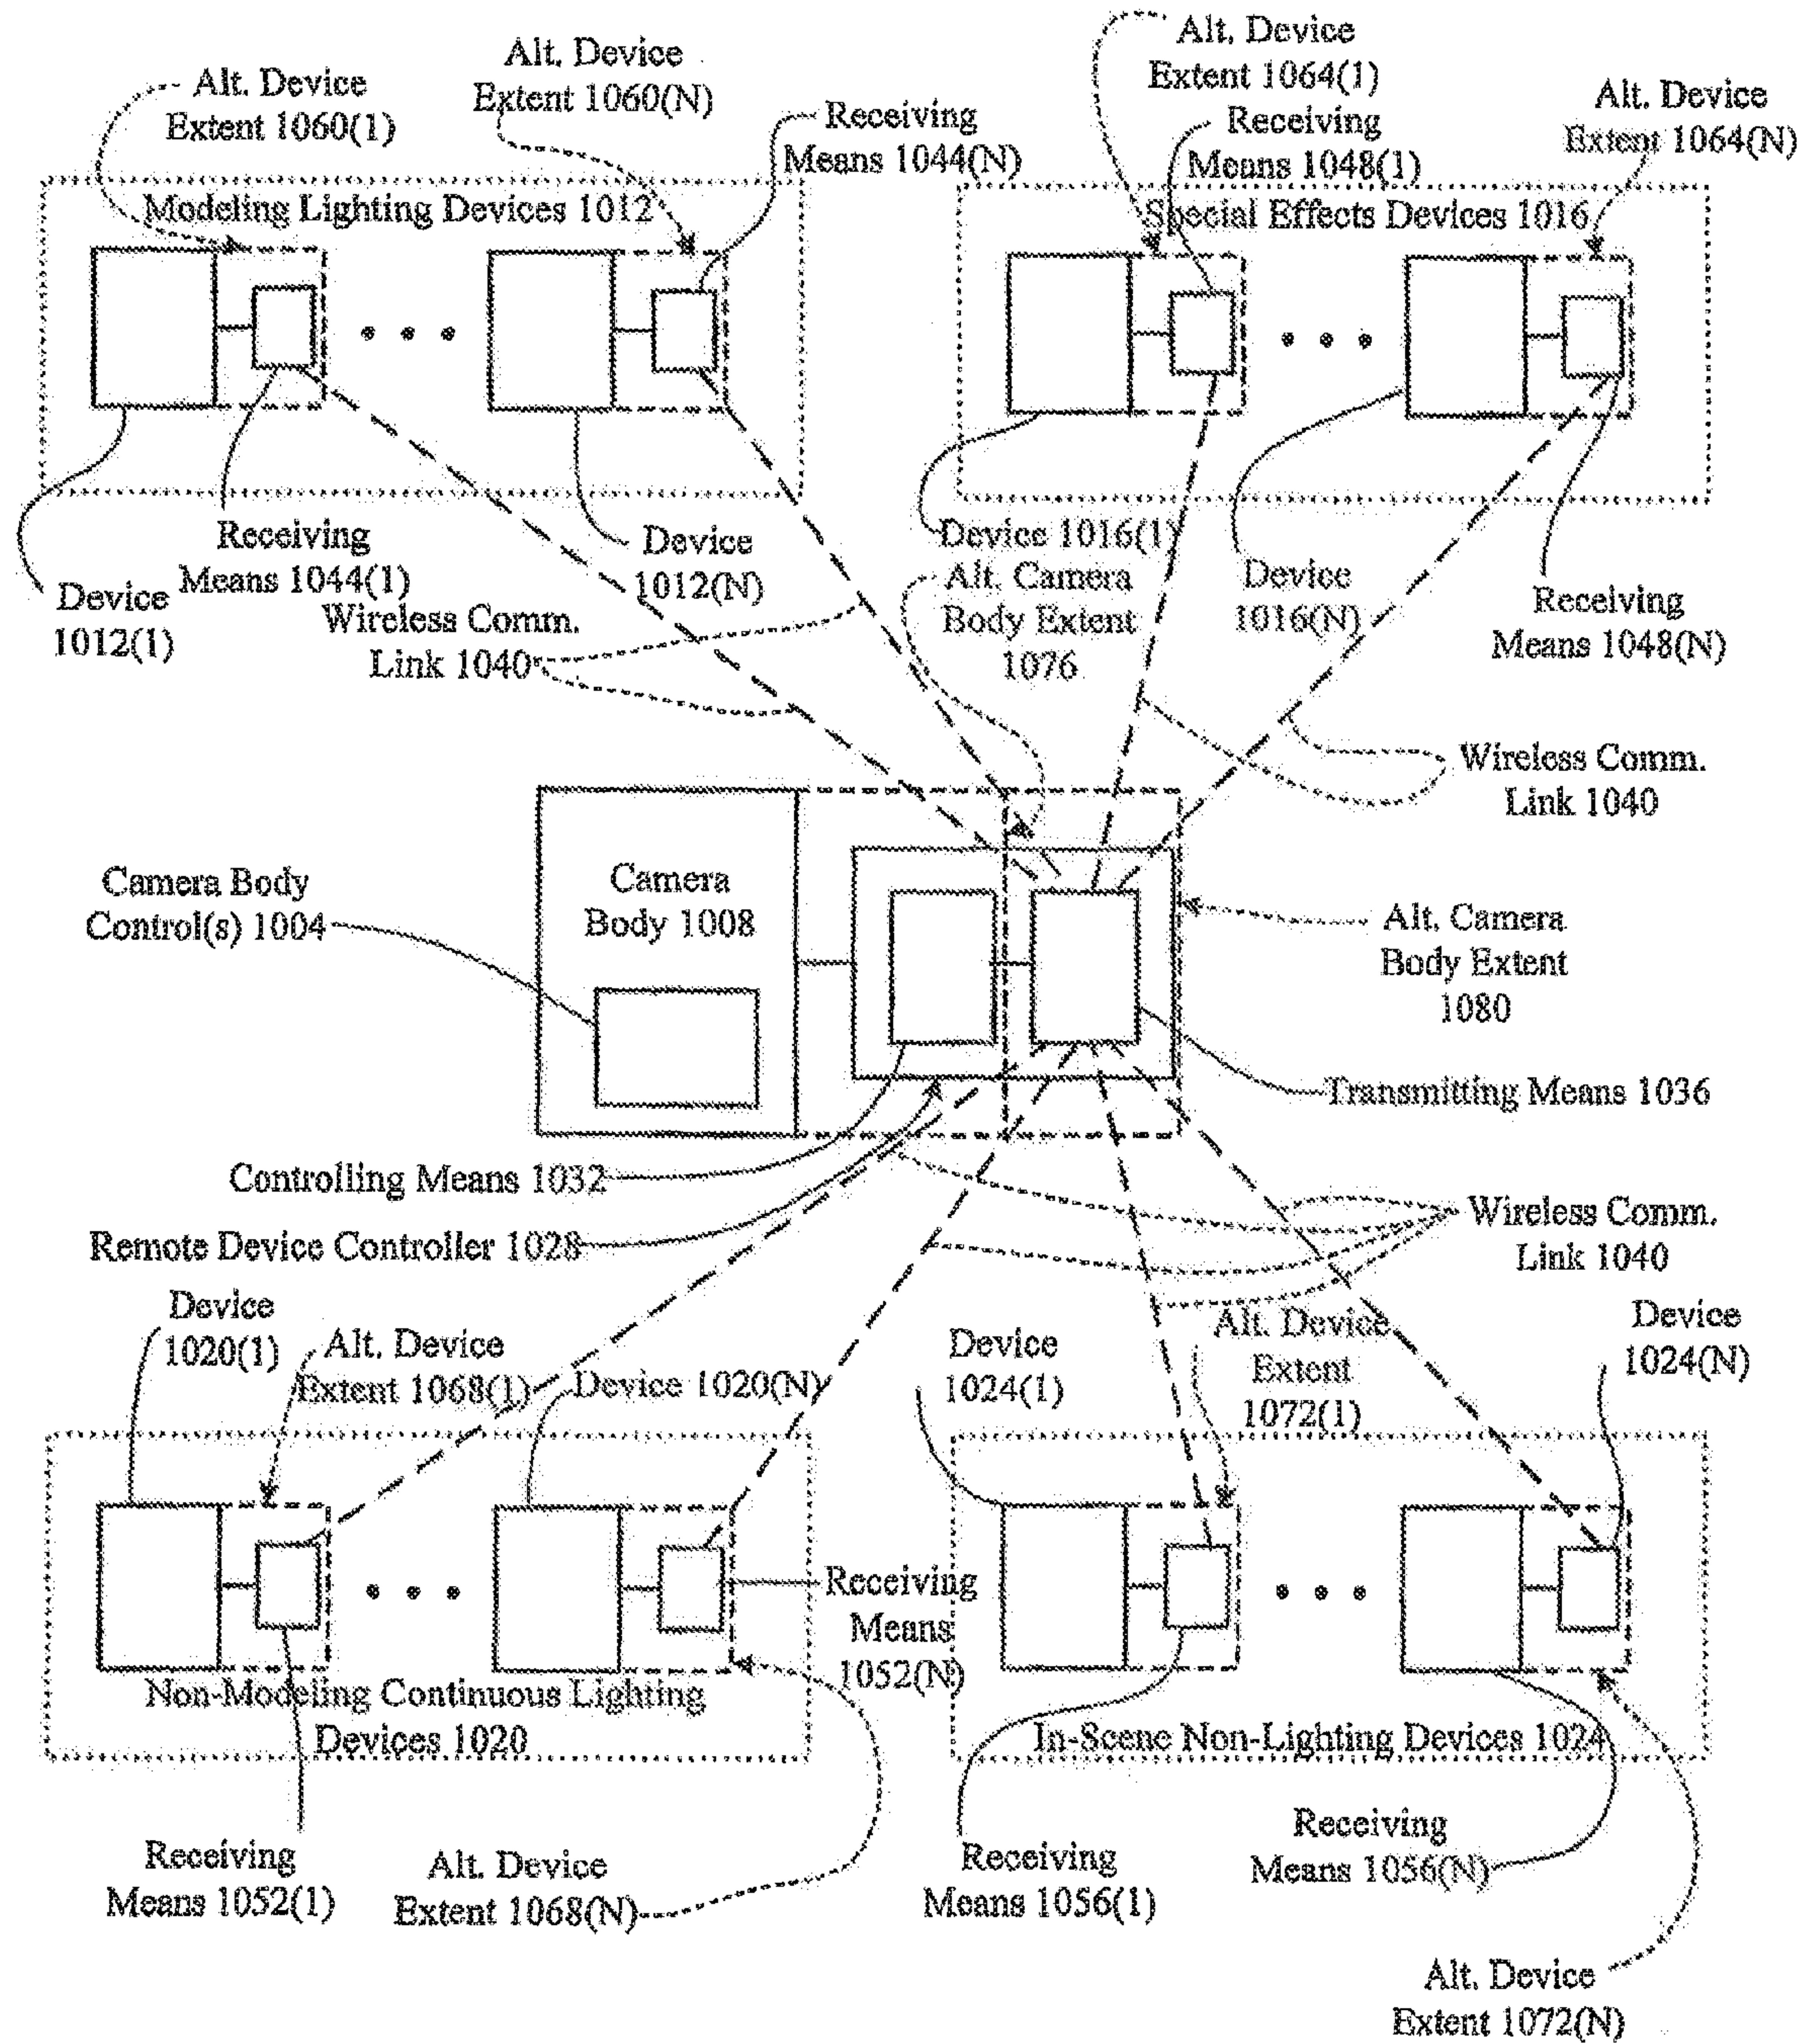 Alt. Device
Extent 1060(1)
Alt. Device
Extent 1060(N)
Receiving
Means 1044(N)
Alt. Device
Extent 1064(1)
Receiving
Means 1048(1)
Alt. Device
Extent 1064(N)
Modeling Lighting Devices 1012
Special Effects Devices 1016
Device
1012(1)
Receiving
Means 1044(1)
Device
1012(N)
Wireless Comm.
Link 1040
Device 1016(1)
Alt. Camera
Body Extent
1076
Device
1016(N)
Receiving
Means 1048(N)
Wireless Comm.
Link 1040
Camera Body
Control(s) 1004
Camera
Body 1008
Alt. Camera
Body Extent
1080
Transmitting Means 1036
Controlling Means 1032
Remote Device Controller 1028
Wireless Comm.
Link 1040
Device
1020(1)
Alt. Device
Extent 1068(1)
Device 1020(N)
Device
1024(1)
Alt. Device
Extent
1072(1)
Device
1024(N)
Receiving
Means
1052(N)
Non-Modeling Continuous Lighting
Devices 1020
In-Scene Non-Lighting Devices 1024
Receiving
Means 1052(1)
Alt. Device
Extent 1068(N)
Receiving
Means 1056(1)
Receiving
Means 1056(N)
Alt. Device
Extent 1072(N)